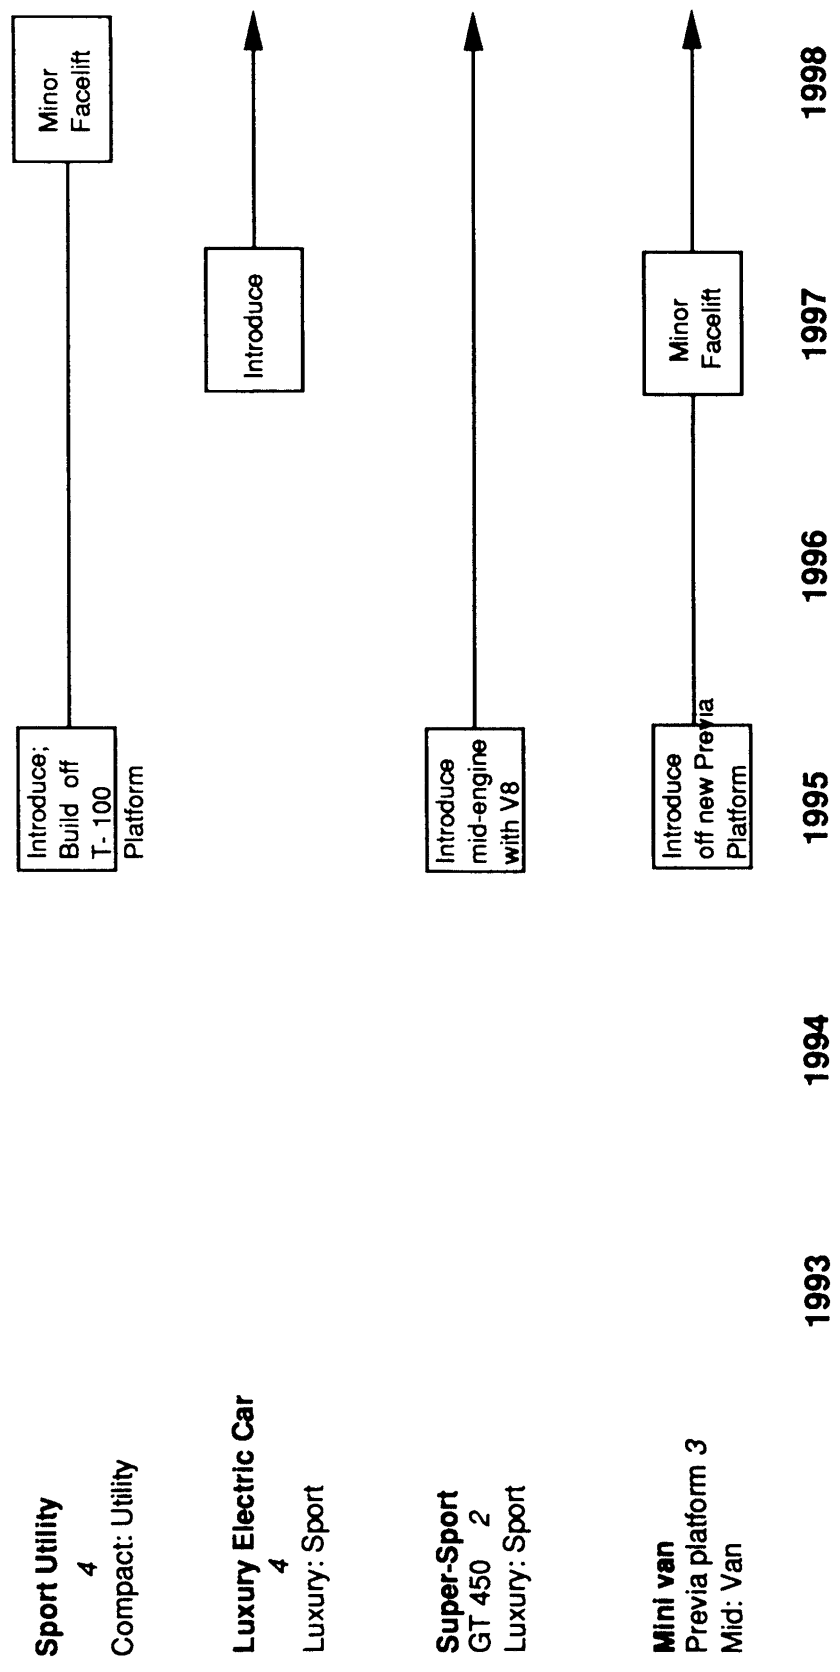 Sport Utility
4
Compact: Utility
Introduce;
Build off
T- 100
Platform
Minor
Facelift
Luxury Electric Car
4
Luxury: Sport
Introduce
Super-Sport
GT 450 2
Luxury: Sport
Introduce
mid-engine
with V8
Mini van
Previa platform 3
Mid: Van
Introduce
off new Previa
Platform
Minor
Facelift
1993 1994 1995 1996 1997 1998